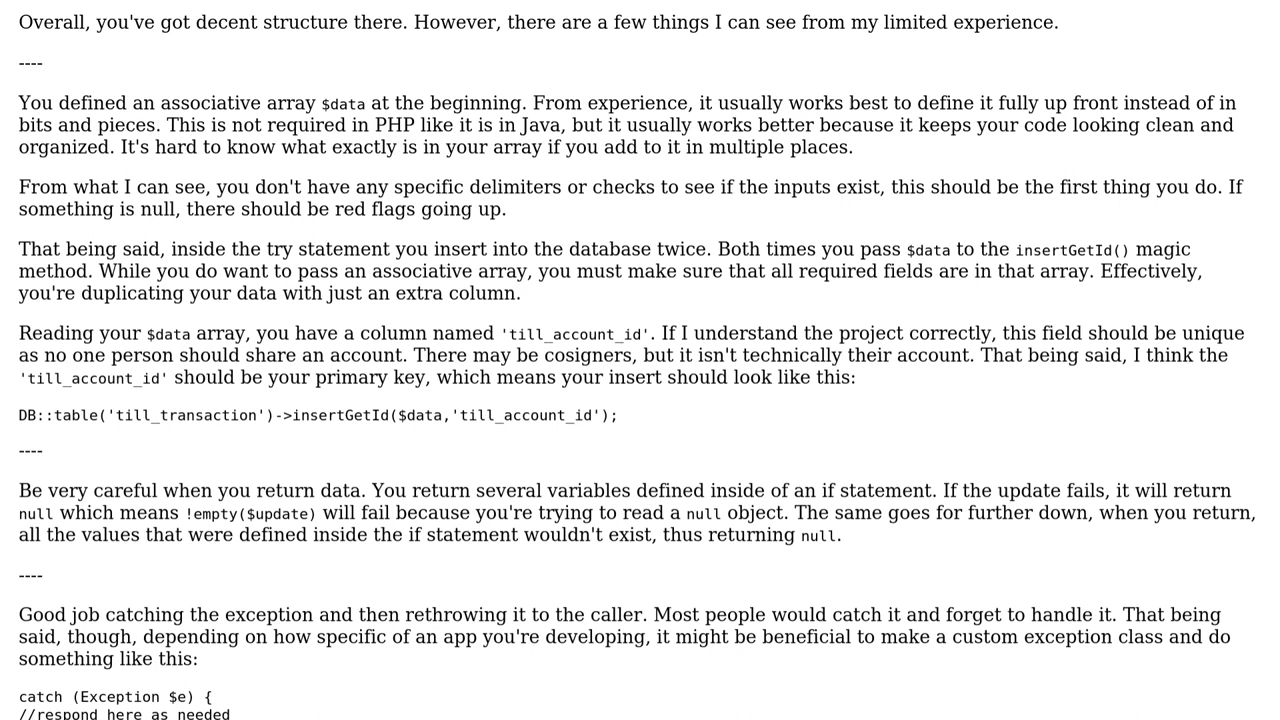 Overall, you've got decent structure there. However, there are a few things I can see from my limited experience.
----
You defined an associative array $data at the beginning. From experience, it usually works best to define it fully up front instead of in
bits and pieces. This is not required in PHP like it is in Java, but it usually works better because it keeps your code looking clean and
organized. It's hard to know what exactly is in your array if you add to it in multiple places.
From what I can see, you don't have any specific delimiters or checks to see if the inputs exist, this should be the first thing you do. If
something is null, there should be red flags going up.
That being said, inside the try statement you insert into the database twice. Both times you pass $data to the insertGetId() magic
method. While you do want to pass an associative array, you must make sure that all required fields are in that array. Effectively,
you're duplicating your data with just an extra column.
Reading your $data array, you have a column named 'till_account_id'. If I understand the project correctly, this field should be unique
as no one person should share an account. There may be cosigners, but it isn't technically their account. That being said, I think the
'till_account_id' should be your primary key, which means your insert should look like this:
DB::table('till_transaction')->insertGetId($data,'till_account_id');
----
Be very careful when you return data. You return several variables defined inside of an if statement. If the update fails, it will return
null which means !empty($update) will fail because you're trying to read a null object. The same goes for further down, when you return,
all the values that were defined inside the if statement wouldn't exist, thus returning null.
----
Good job catching the exception and then rethrowing it to the caller. Most people would catch it and forget to handle it. That being
said, though, depending on how specific of an app you're developing, it might be beneficial to make a custom exception class and do
something like this:
catch (Exception $e) {
//respond here as needed